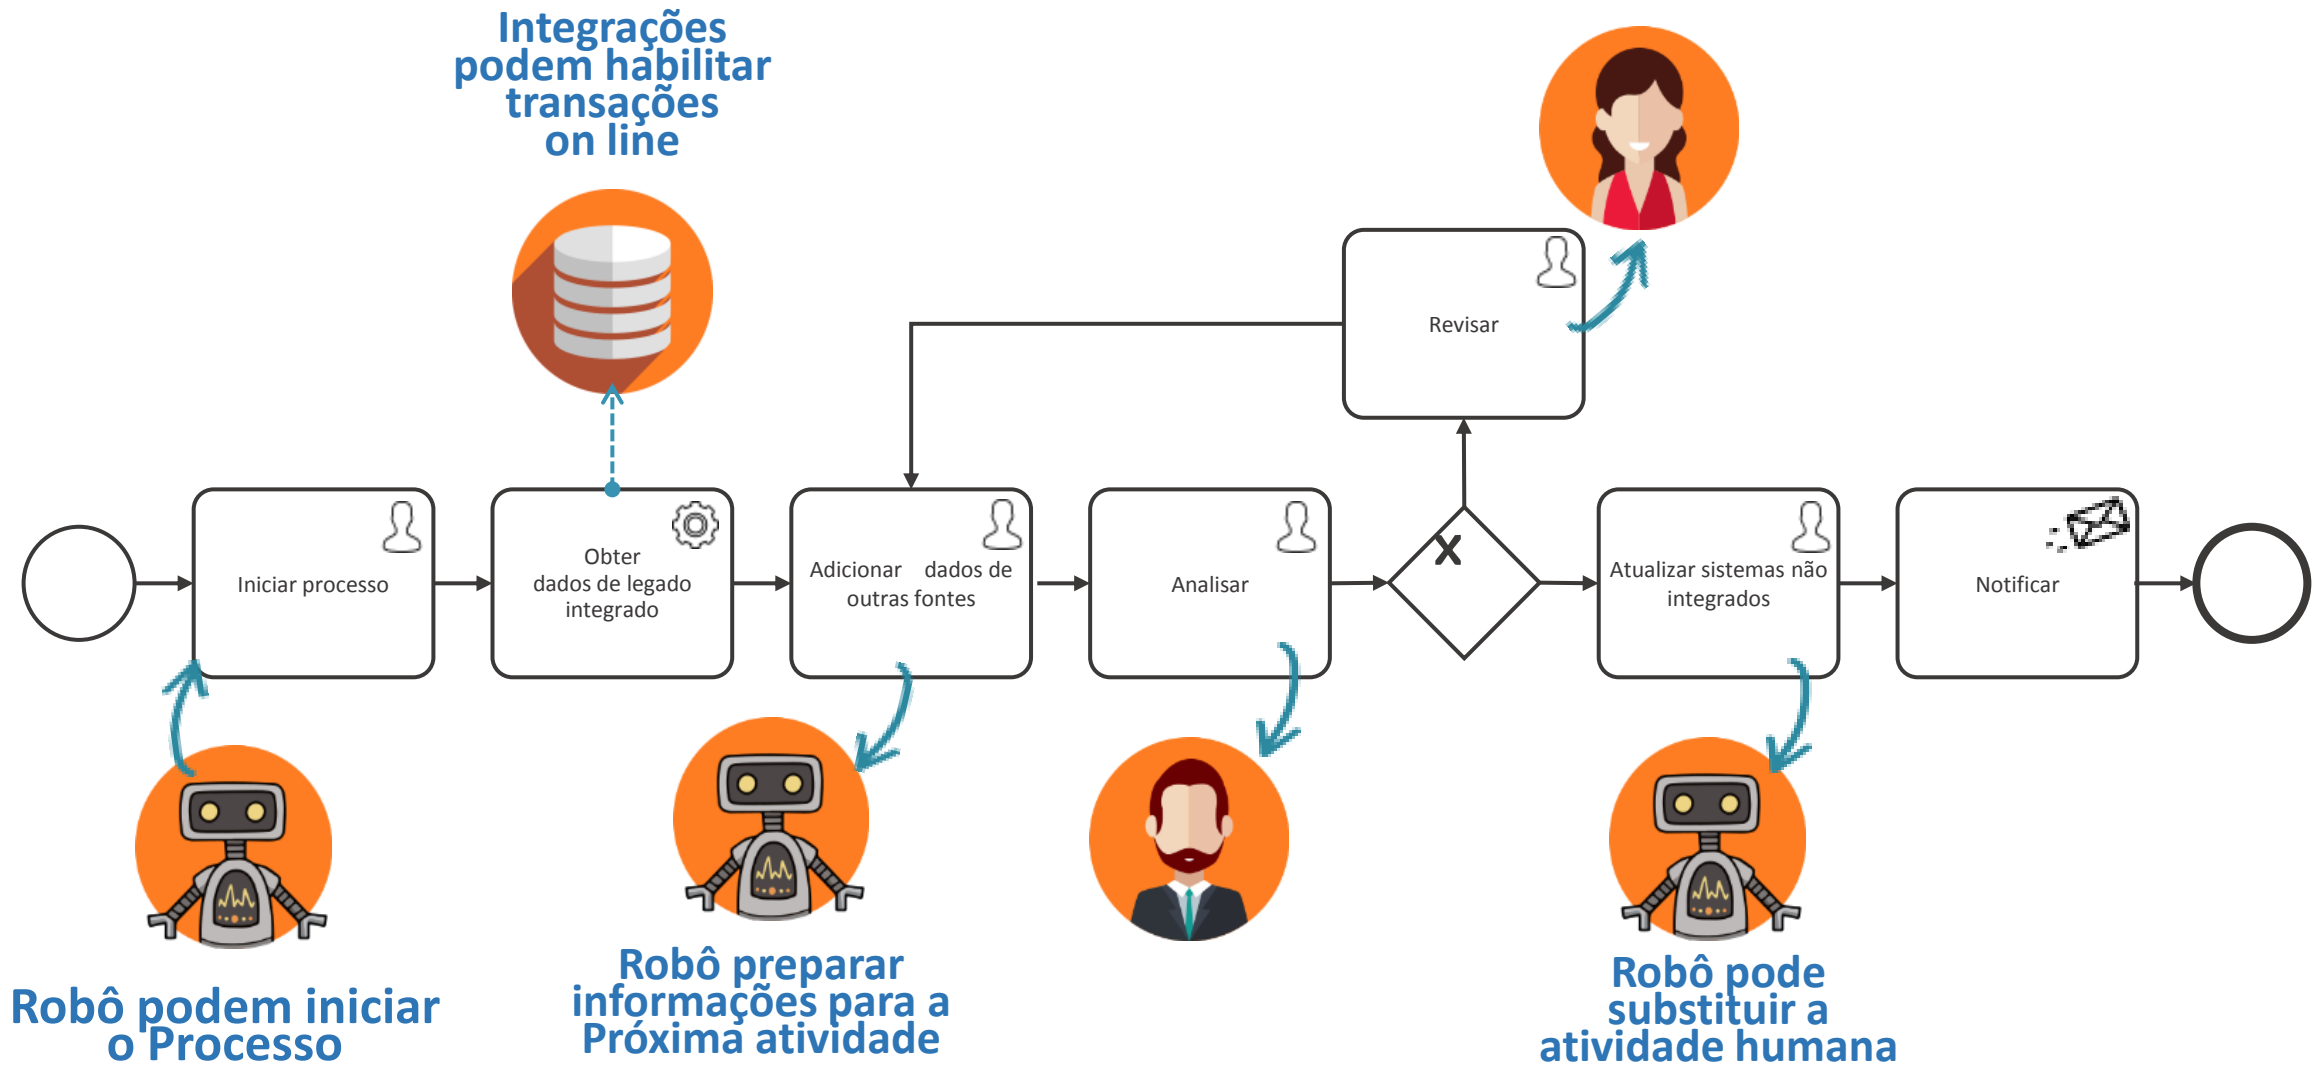 Integrações
podem habilitar
transações
on line
Revisar
Iniciar processo
Obter
dados de legado
integrado
Adicionar dados de
outras fontes
Analisar
X
Atualizar sistemas não
integrados
Notificar
Robô podem iniciar
o Processo
Robô preparar
informações para a
Próxima atividade
Robô pode
substituir a
atividade humana